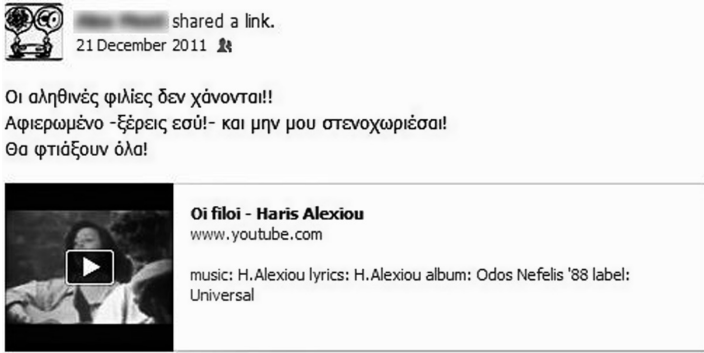 shared a link.
21 December 2011
Οι αληθινές φιλίες δεν χάνονται!!
Αφιερωμένο -ξέρεις εσύ!- και μην μου στενοχωριέσαι!
Θα φτιάξουν όλα!
Oi filoi - Haris Alexiou
www.youtube.com
music: H.Alexiou lyrics: H.Alexiou album: Odos Nefelis '88 label:
Universal